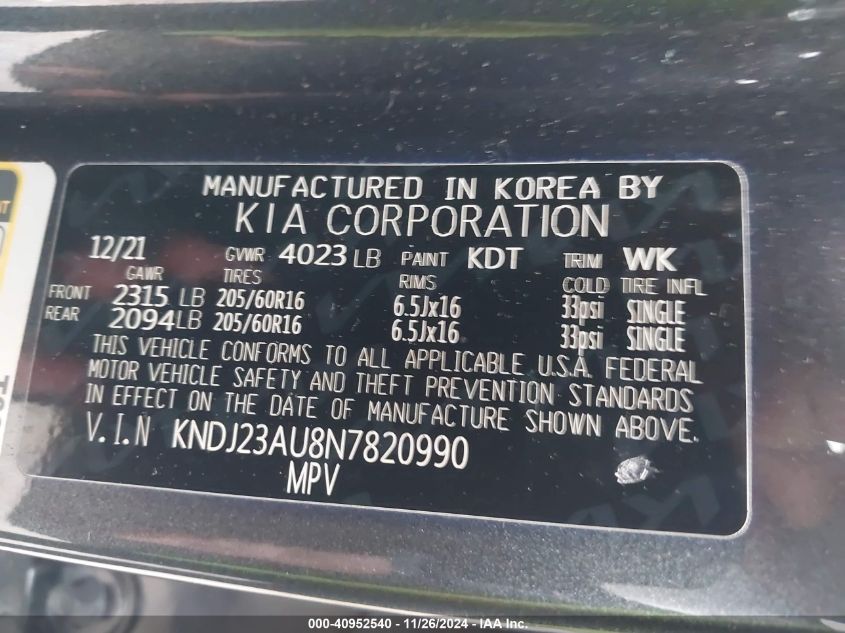 MANUFACTURED IN KOREA BY
KIA CORPORATION
12/21 GVWR 4023 LB PAINT KDT TRIM WK
GAWR TIRES RIMS COLD TIRE INFL
FRONT 2315 LB 205/60R16 6.5Jx16 33psi SINGLE
REAR 2094 LB 205/60R16 6.5Jx16 33psi SINGLE
THIS VEHICLE CONFORMS TO ALL APPLICABLE U.S.A. FEDERAL
MOTOR VEHICLE SAFETY AND THEFT PREVENTION STANDARDS
IN EFFECT ON THE DATE OF MANUFACTURE SHOWN ABOVE.
V.I.N KNDJ23AU8N7820990
MPV
000-40952540 - 11/26/2024 - IAA Inc.